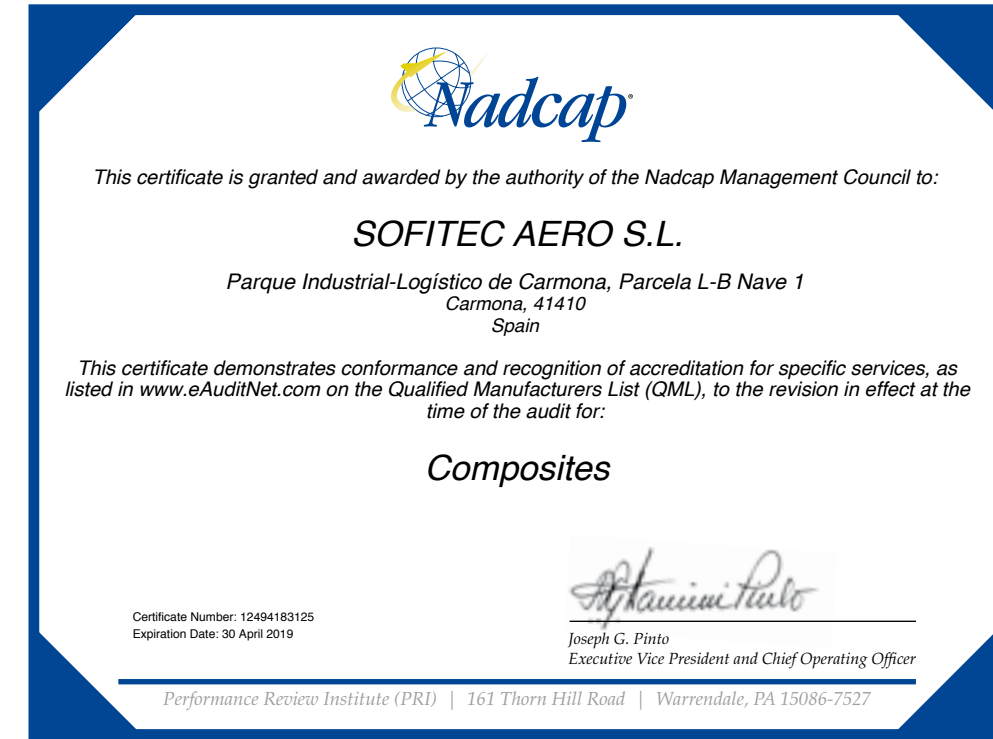 Nadcap®
This certificate is granted and awarded by the authority of the Nadcap Management Council to:
SOFITEC AERO S.L.
Parque Industrial-Logístico de Carmona, Parcela L-B Nave 1
Carmona, 41410
Spain
This certificate demonstrates conformance and recognition of accreditation for specific services, as
listed in www.eAuditNet.com on the Qualified Manufacturers List (QML), to the revision in effect at the
time of the audit for:
Composites
Certificate Number: 12494183125
Expiration Date: 30 April 2019
Joseph G. Pinto
Executive Vice President and Chief Operating Officer
Performance Review Institute (PRI) | 161 Thorn Hill Road | Warrendale, PA 15086-7527